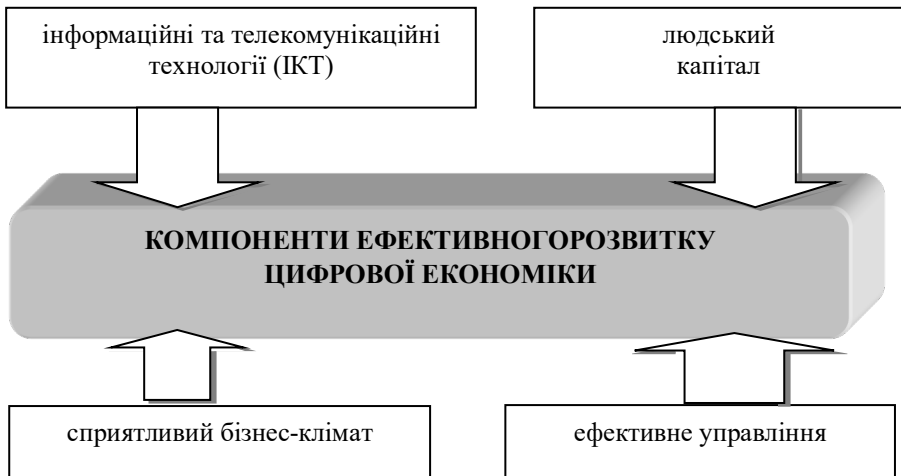 інформаційні та телекомунікаційні
технології (ІКТ)
людський
капітал
КОМПОНЕНТИ ЕФЕКТИВНОГОРОЗВИТКУ
ЦИФРОВОЇ ЕКОНОМІКИ
сприятливий бізнес-клімат
ефективне управління